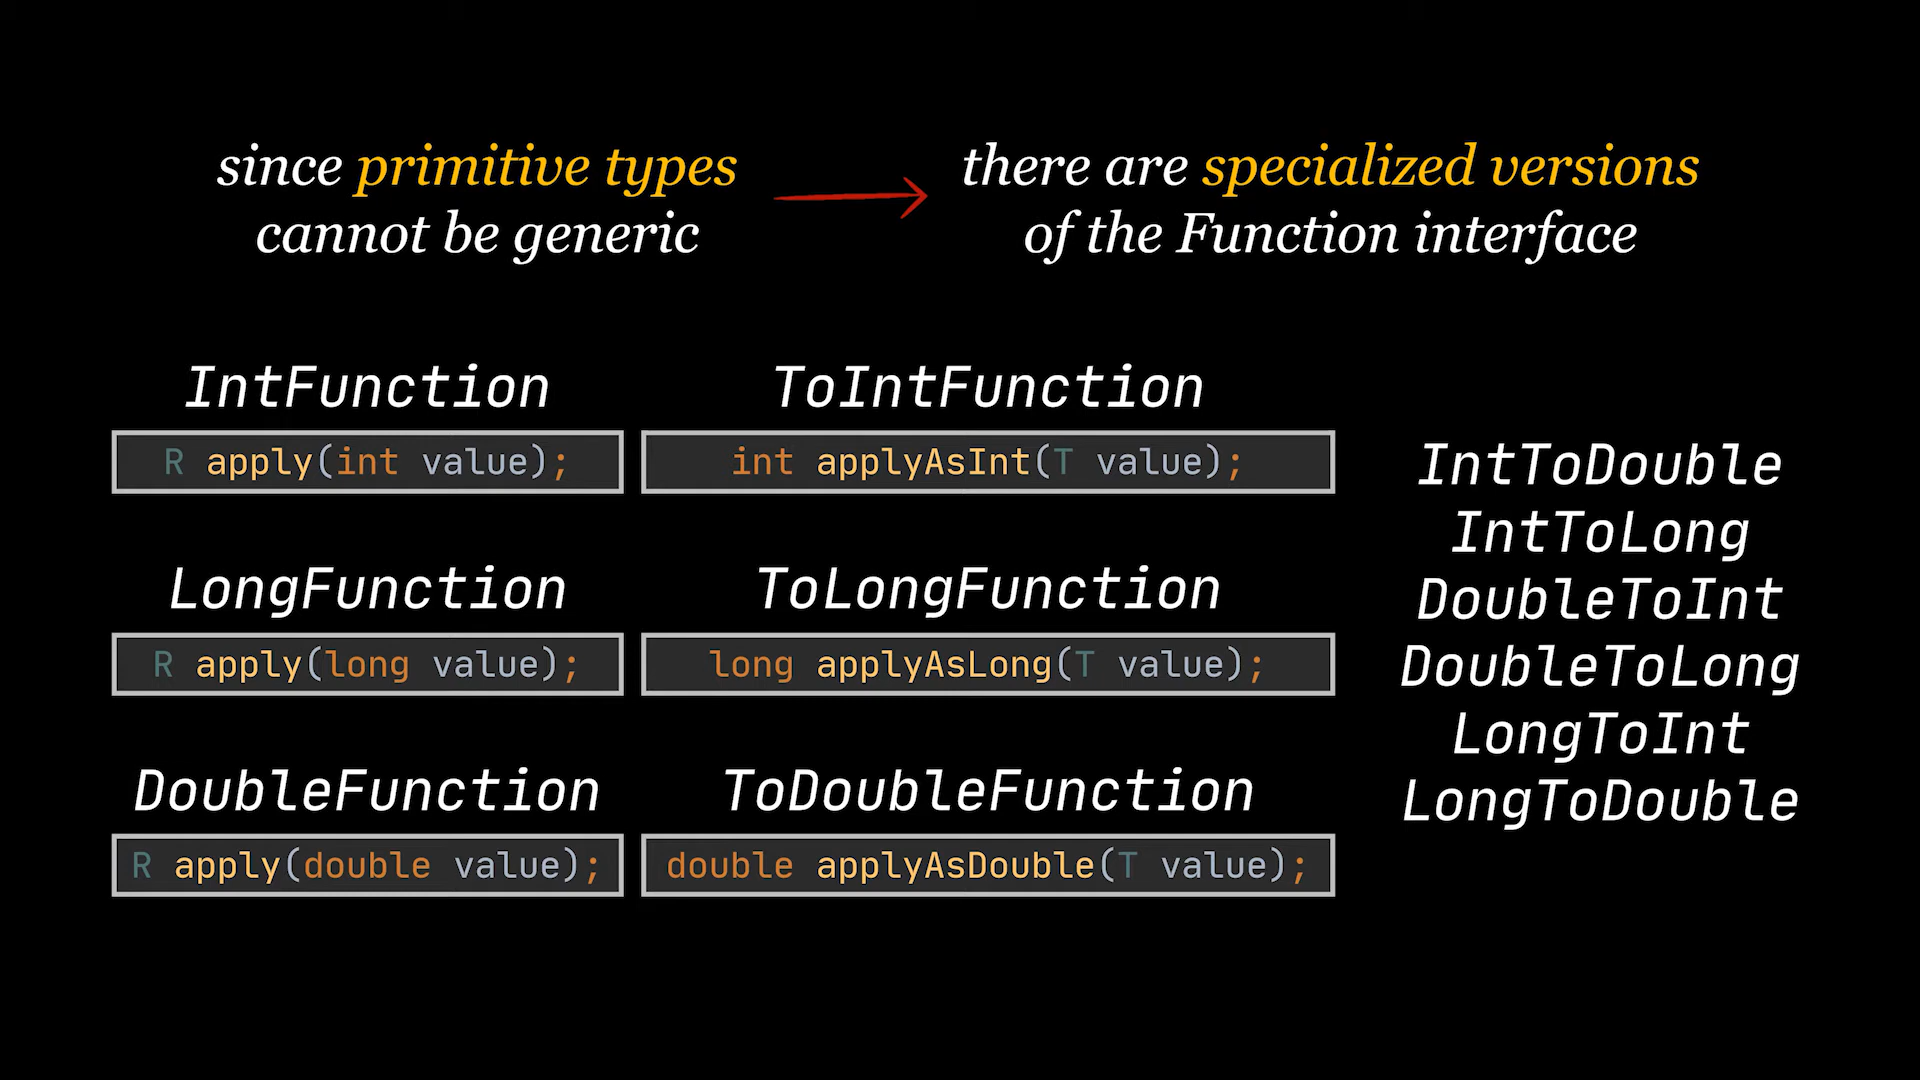 since primitive types
cannot be generic
there are specialized versions
of the Function interface
IntFunction
R apply(int value);
ToIntFunction
int applyAsInt(T value);
LongFunction
R apply(long value);
ToLongFunction
long applyAsLong(T value);
DoubleFunction
R apply(double value);
ToDoubleFunction
double applyAsDouble(T value);
IntToDouble
IntToLong
DoubleToInt
DoubleToLong
LongToInt
LongToDouble